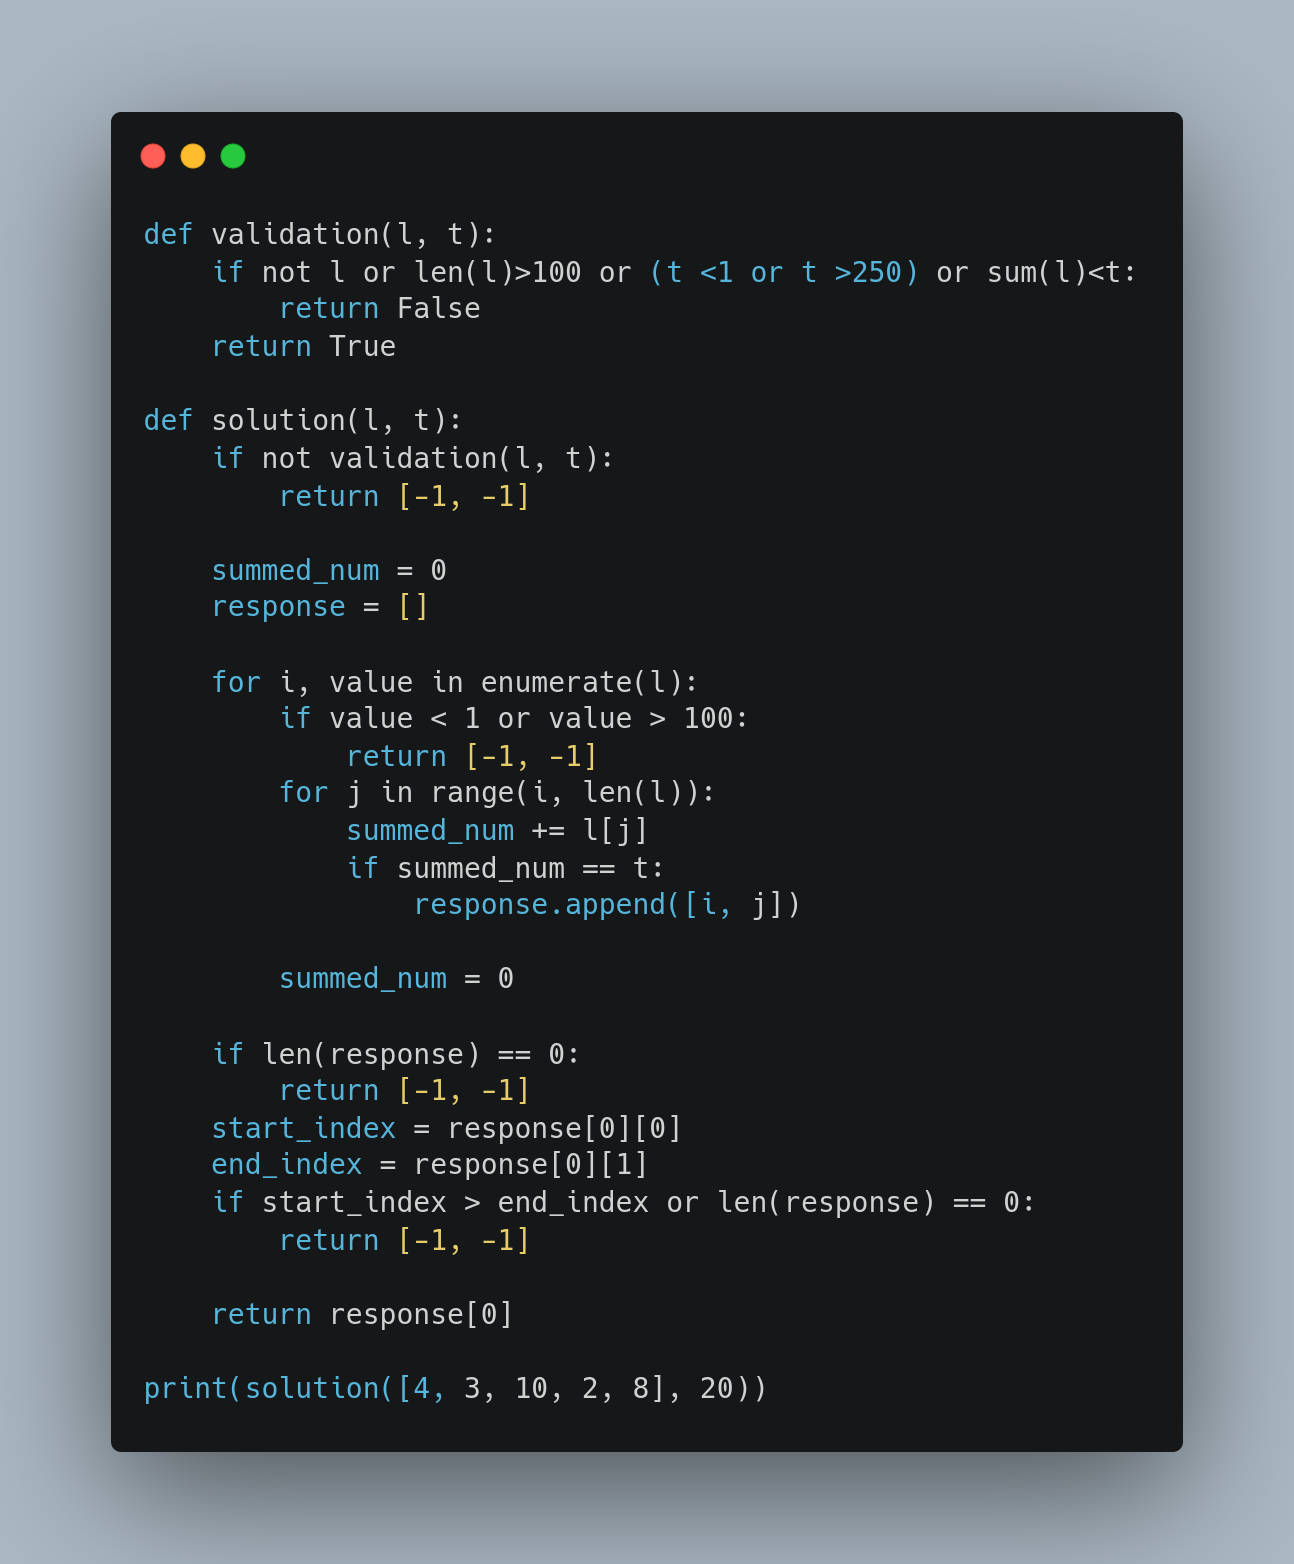 def validation(l, t):
    if not l or len(l)>100 or (t <1 or t >250) or sum(l)<t:
        return False
    return True

def solution(l, t):
    if not validation(l, t):
        return [-1, -1]

    summed_num = 0
    response = []

    for i, value in enumerate(l):
        if value < 1 or value > 100:
            return [-1, -1]
        for j in range(i, len(l)):
            summed_num += l[j]
            if summed_num == t:
                response.append([i, j])

        summed_num = 0

    if len(response) == 0:
        return [-1, -1]
    start_index = response[0][0]
    end_index = response[0][1]
    if start_index > end_index or len(response) == 0:
        return [-1, -1]

    return response[0]

print(solution([4, 3, 10, 2, 8], 20))